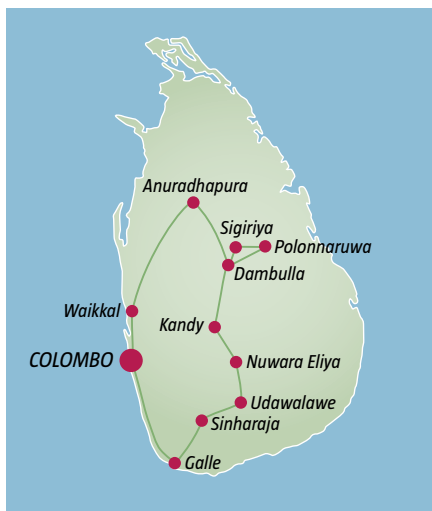 Anuradhapura
Sigiriya
Polonnaruwa
Dambulla
Waikkal
Kandy
COLOMBO
Nuwara Eliya
Udawalawe
Sinharaja
Galle